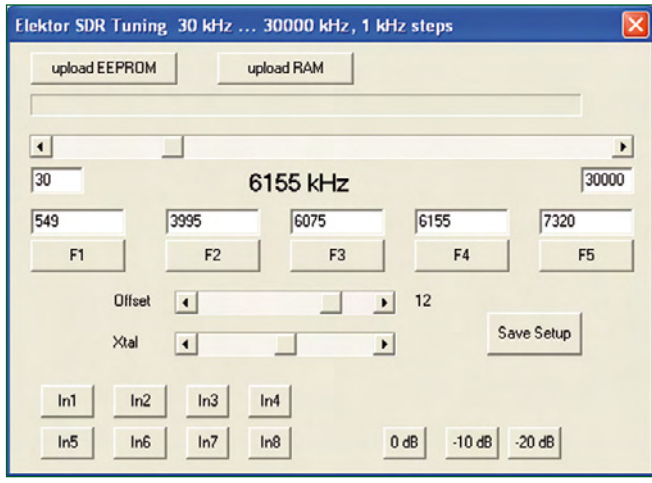 Elektor SDR Tuning 30 kHz ... 30000 kHz, 1 kHz steps
upload EEPROM upload RAM
30 6155 kHz 30000
549 3995 6075 6155 7320
F1 F2 F3 F4 F5
Offset 12
Xtal Save Setup
In1 In2 In3 In4
In5 In6 In7 In8 0 dB -10 dB -20 dB